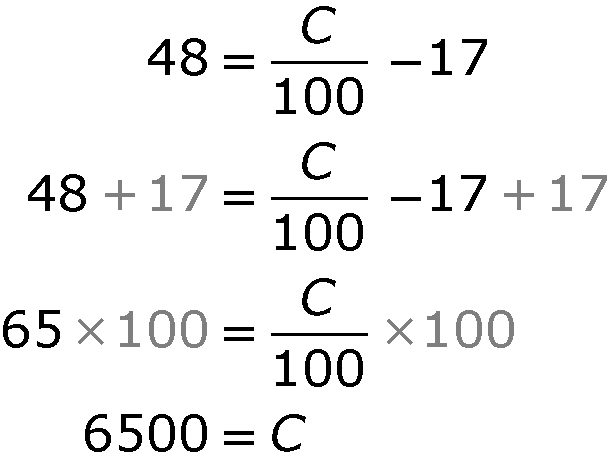 48 = C/100 −17
48 + 17 = C/100 −17 + 17
65 × 100 = C/100 × 100
6500 = C